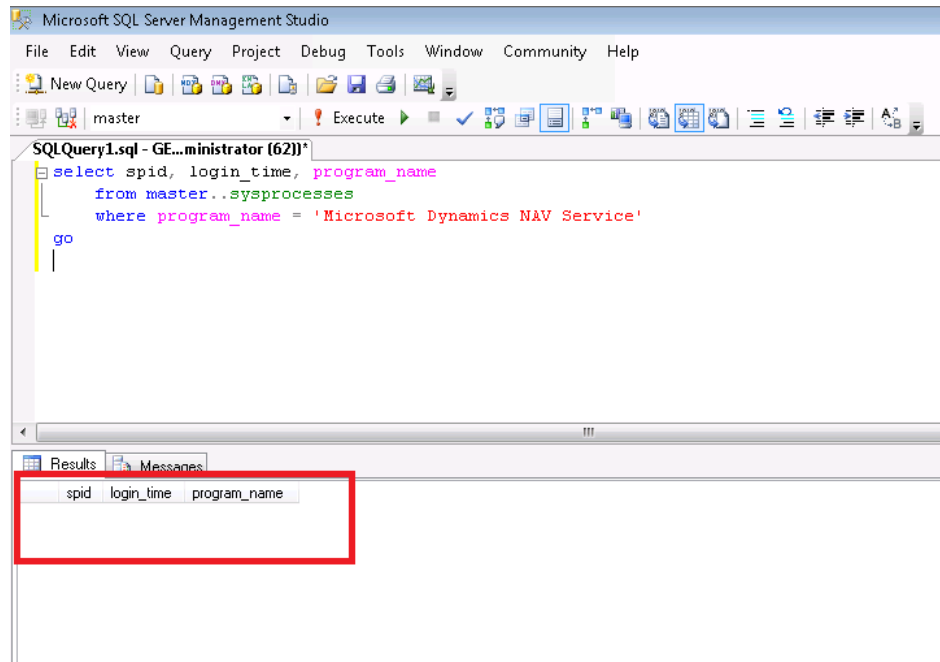 Microsoft SQL Server Management Studio
File Edit View Query Project Debug Tools Window Community Help
New Query
master Execute
SQLQuery1.sql - GE...ministrator (62))*
select spid, login_time, program_name
from master..sysprocesses
where program_name = 'Microsoft Dynamics NAV Service'
go
Results Messages
spid login_time program_name